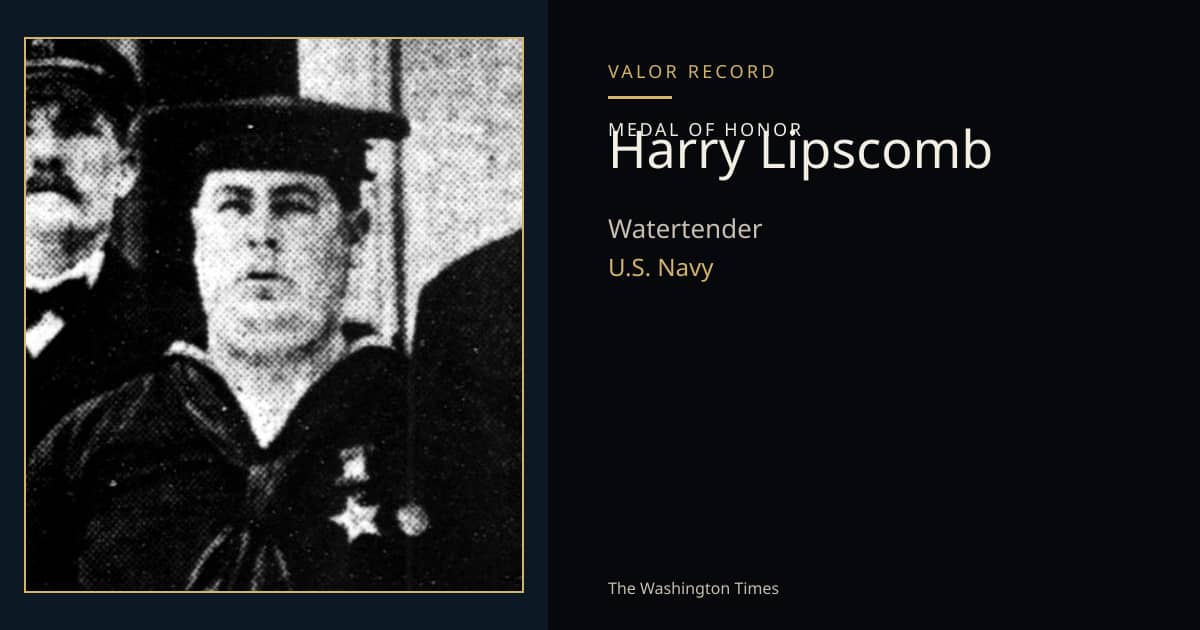 VALOR RECORD
MEDAL OF HONOR
Harry Lipscomb
Watertender
U.S. Navy
The Washington Times